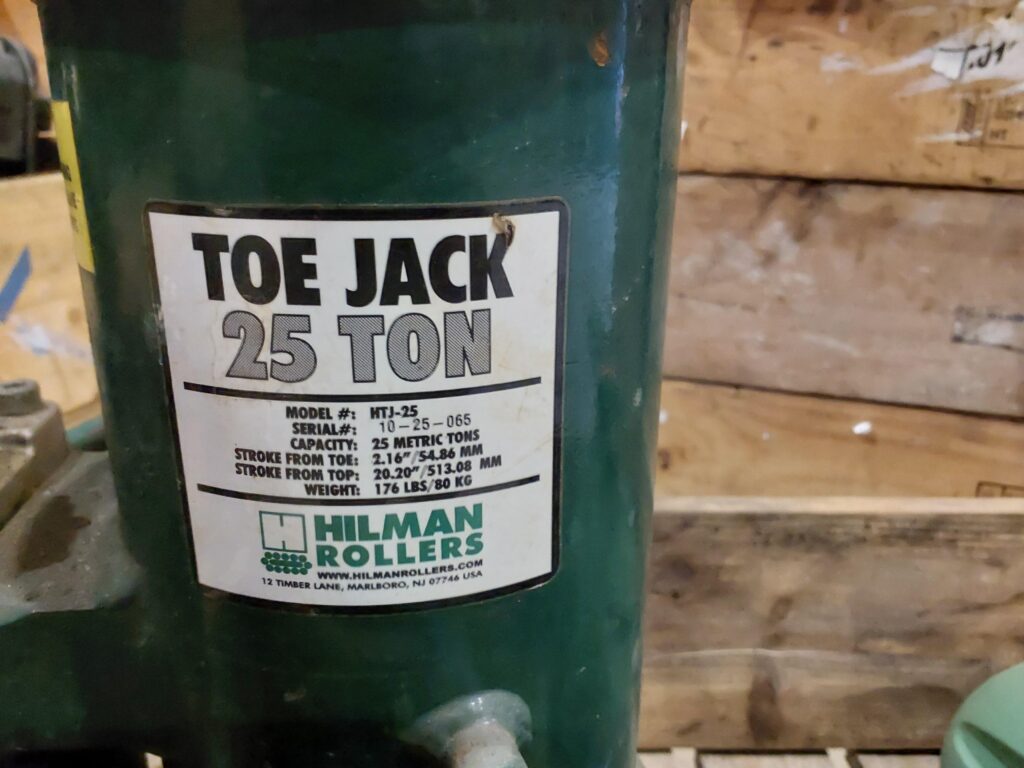 TOE JACK
25 TON
MODEL #: HTJ-25
SERIAL#: 10-25-065
CAPACITY: 25 METRIC TONS
STROKE FROM TOE: 2.16"/54.86 MM
STROKE FROM TOP: 20.20"/513.08 MM
WEIGHT: 176 LBS/80 KG
H HILMAN
ROLLERS
WWW.HILMANROLLERS.COM
12 TIMBER LANE, MARLBORO, NJ 07746 USA